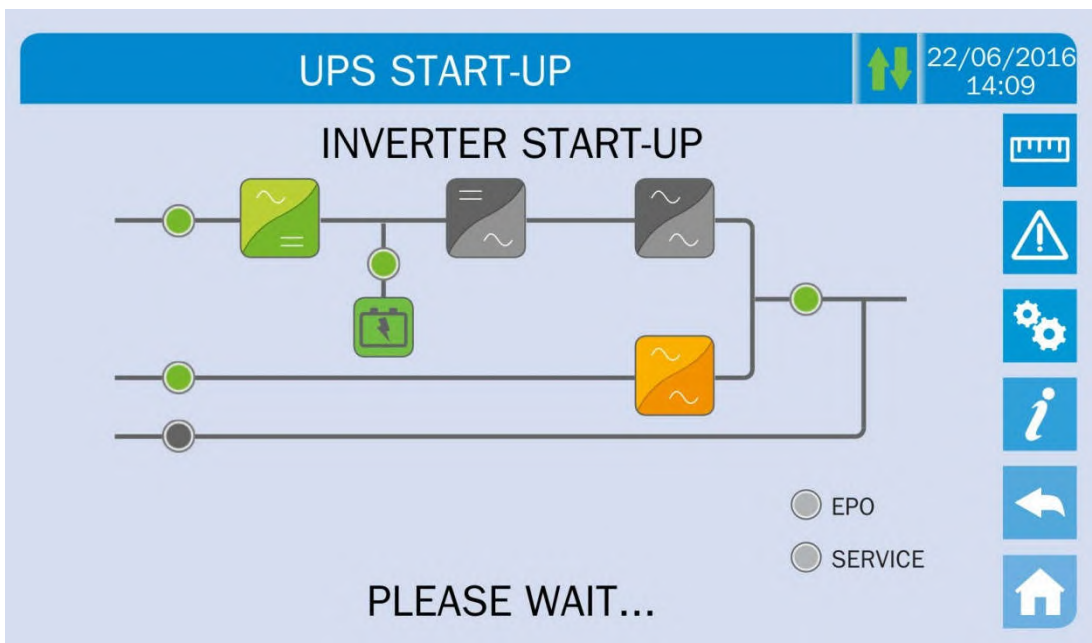 UPS START-UP
22/06/2016
14:09
INVERTER START-UP
EPO
SERVICE
PLEASE WAIT...